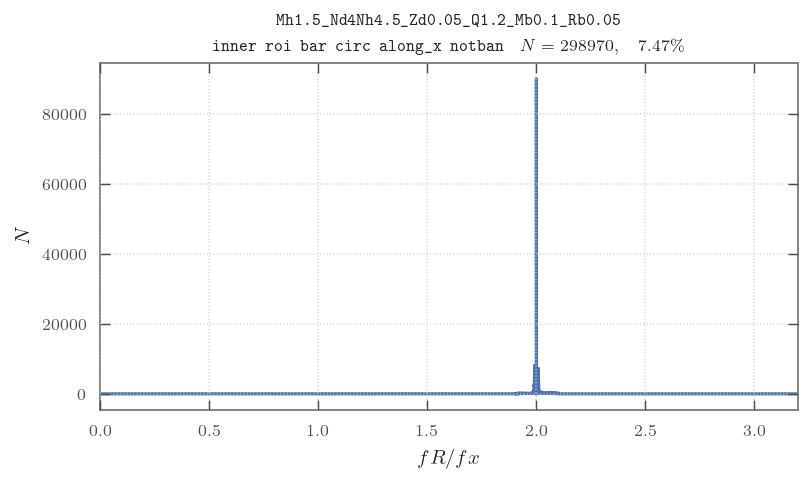 Mh1.5_Nd4Nh4.5_Zd0.05_Q1.2_Mb0.1_Rb0.05
inner roi bar circ along_x notban N = 298970, 7.47%
80000
60000
40000
20000
0
N
0.0 0.5 1.0 1.5 2.0 2.5 3.0
fR/fx